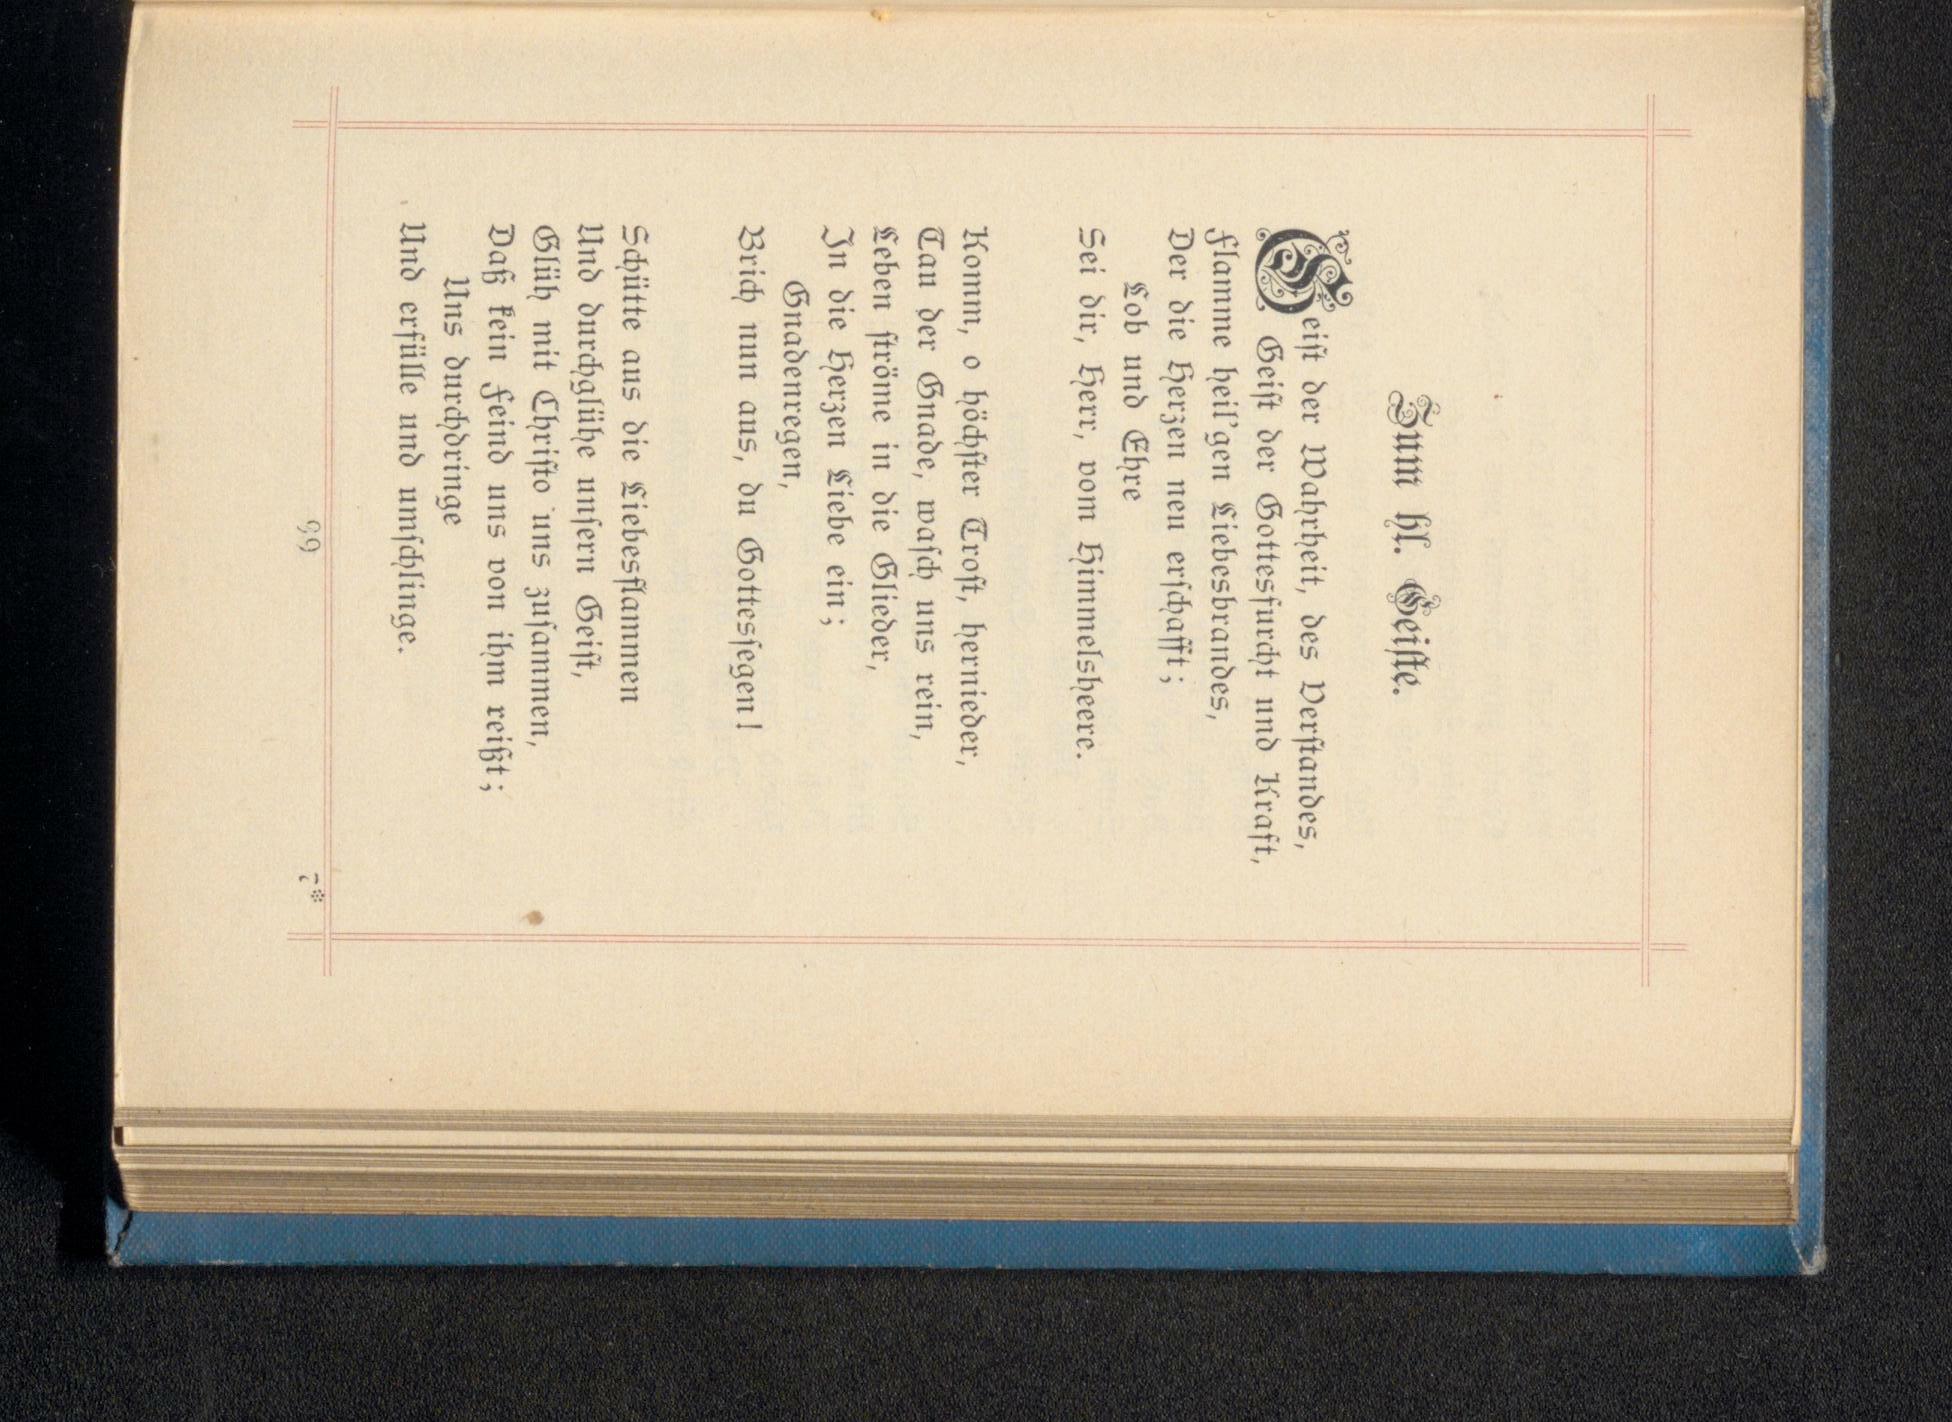 Zum hl. Geiſte.
Geiſt der Wahrheit, des Verſtandes,
Geiſt der Gottesfurcht und Kraft,
Flamme heil'gen Liebesbrandes,
Der die Herzen neu erſchafft;
Lob und Ehre
Sei dir, Herr, vom Himmelsheere.
Komm, o höchſter Troſt, hernieder,
Tau der Gnade, waſch uns rein,
Leben ſtröme in die Glieder,
In die Herzen Liebe ein;
Gnadenregen,
Brich nun aus, du Gottesſegen!
Schütte aus die Liebesflammen
Und durchglühe unſern Geiſt,
Glüh mit Chriſto uns zuſammen,
Daß kein Feind uns von ihm reißt;
Uns durchdringe
Und erfülle und umſchlinge.
99
7*